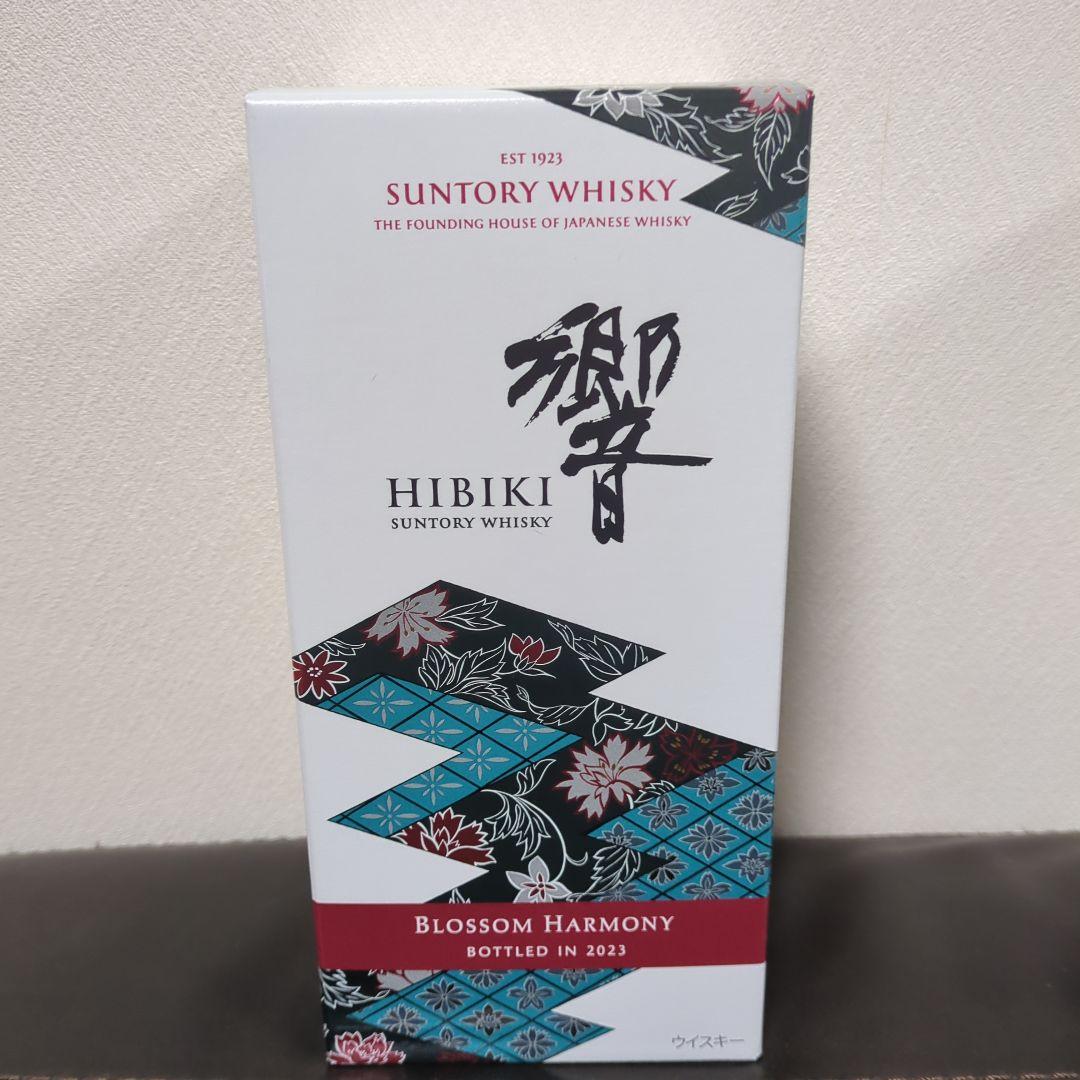 EST 1923
SUNTORY WHISKY
THE FOUNDING HOUSE OF JAPANESE WHISKY
響
HIBIKI
SUNTORY WHISKY
BLOSSOM HARMONY
BOTTLED IN 2023
ウイスキー